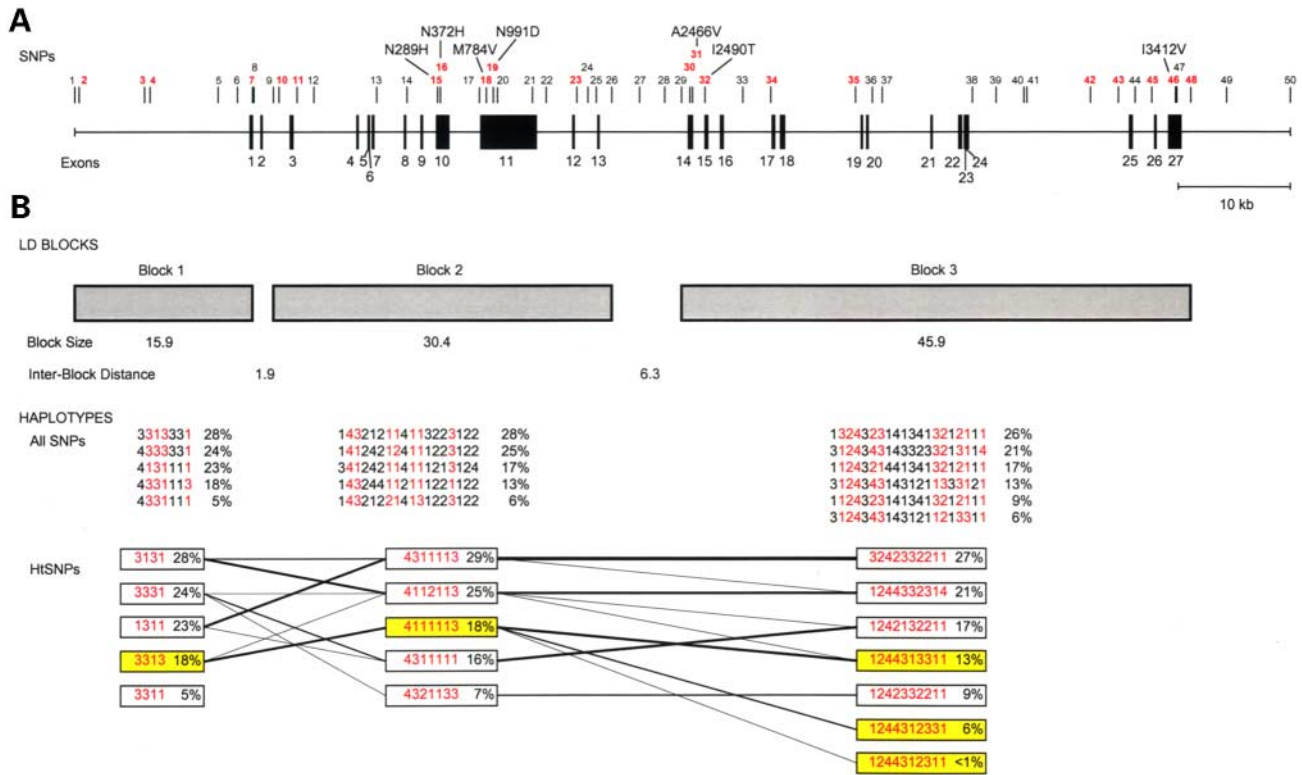 A
SNPs
N289H N372H M784V N991D A2466V I2490T I3412V
1 2 3 4 5 6 7 8 9 10 11 12 13 14 15 16 17 18 19 20 21 22 23 24 25 26 27 28 29 30 31 32 33 34 35 36 37 38 39 40 41 42 43 44 45 46 47 48 49 50
Exons
1 2 3 4 5 6 7 8 9 10 11 12 13 14 15 16 17 18 19 20 21 22 23 24 25 26 27
10 kb
B
LD BLOCKS
Block 1 Block 2 Block 3
Block Size 15.9 30.4 45.9
Inter-Block Distance 1.9 6.3
HAPLOTYPES
All SNPs
3313331 28% 143212114113223122 28% 13243231413413212111 26%
4333331 24% 141242124111223122 25% 31243431433233213114 21%
4131111 23% 341242114111213124 17% 11243214413413212111 17%
4331113 18% 143244112111221122 13% 31243431431211333121 13%
4331111 5% 143212214131223122 6% 11243231413413212111 9%
31243431431211213311 6%
HtSNPs
3131 28% 4311113 29% 3242332211 27%
3331 24% 4112113 25% 1244332314 21%
1311 23% 4111113 18% 1242132211 17%
3313 18% 4311111 16% 1244313311 13%
3311 5% 4321133 7% 1242332211 9%
1244312331 6%
1244312311 <1%